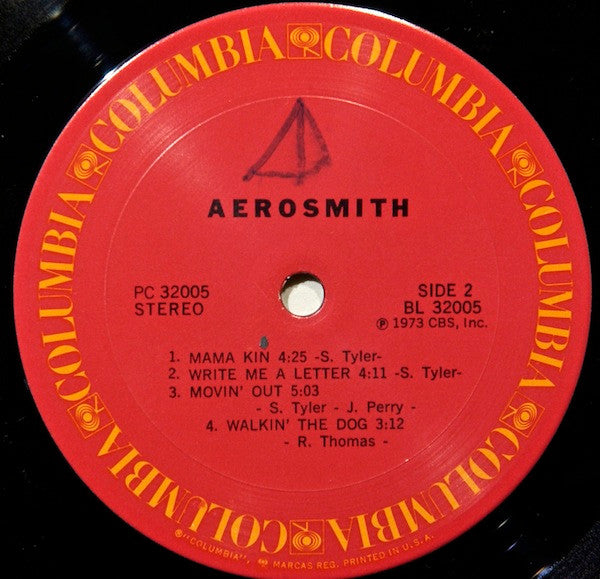 COLUMBIA COLUMBIA COLUMBIA COLUMBIA COLUMBIA COLUMBIA COLUMBIA
AEROSMITH
PC 32005
STEREO
SIDE 2
BL 32005
Ⓟ 1973 CBS, Inc.
1. MAMA KIN 4:25 -S. Tyler-
2. WRITE ME A LETTER 4:11 -S. Tyler-
3. MOVIN' OUT 5:03
- S. Tyler - J. Perry -
4. WALKIN' THE DOG 3:12
- R. Thomas -
®"COLUMBIA", MARCAS REG. PRINTED IN U.S.A.